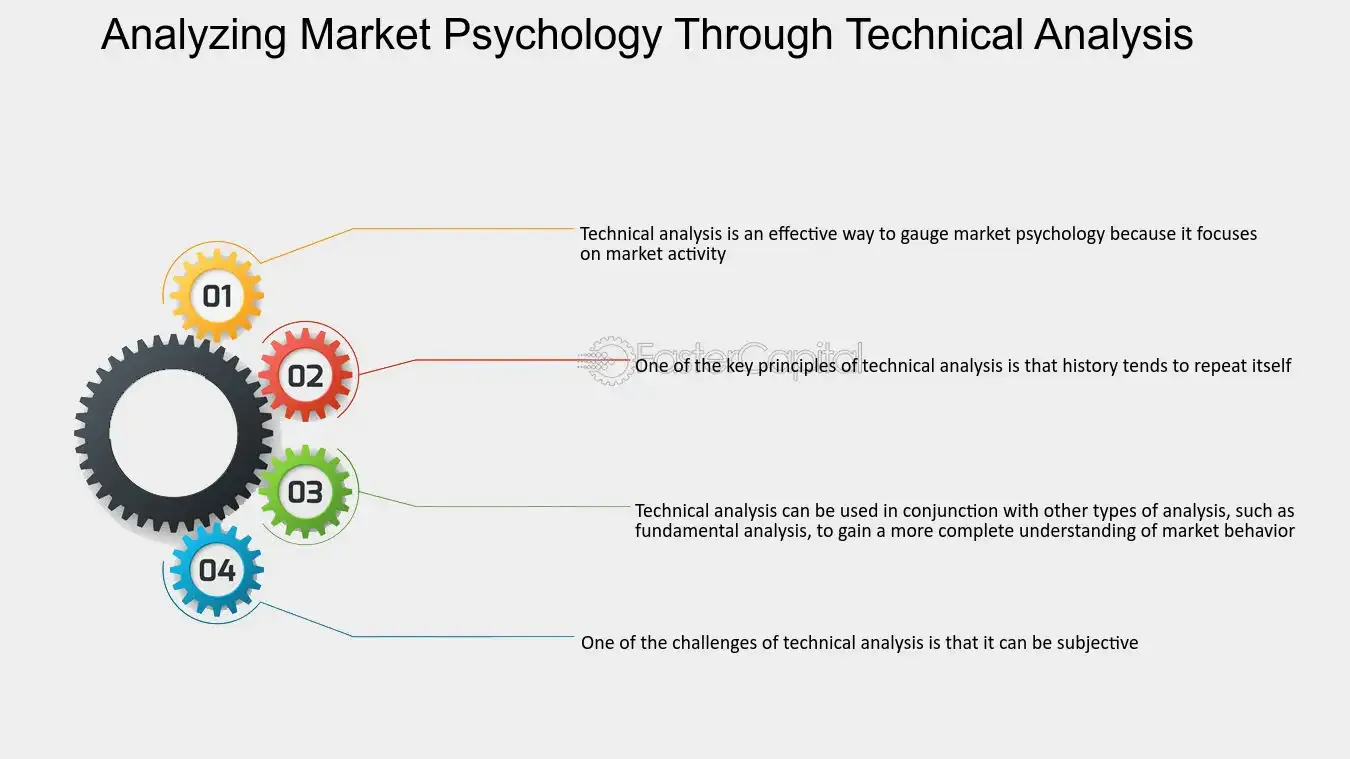 Analyzing Market Psychology Through Technical Analysis
01
Technical analysis is an effective way to gauge market psychology because it focuses
on market activity
02
FasterCapital
One of the key principles of technical analysis is that history tends to repeat itself
03
Technical analysis can be used in conjunction with other types of analysis, such as
fundamental analysis, to gain a more complete understanding of market behavior
04
One of the challenges of technical analysis is that it can be subjective